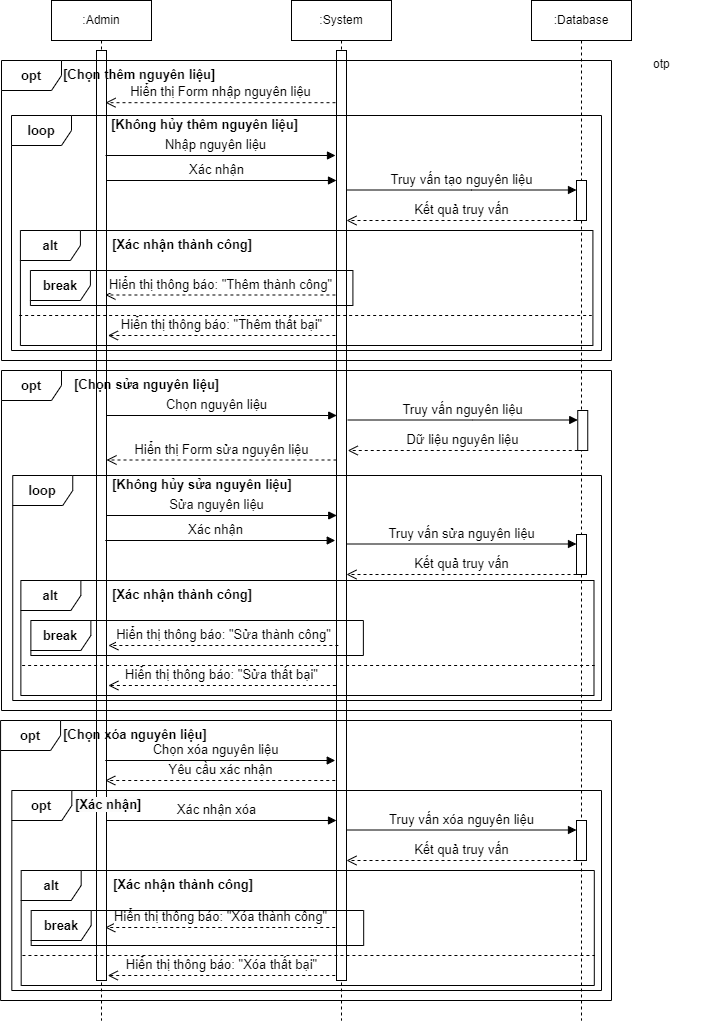 :Admin
:System
:Database
otp
opt
[Chọn thêm nguyên liệu]
Hiển thị Form nhập nguyên liệu
loop
[Không hủy thêm nguyên liệu]
Nhập nguyên liệu
Xác nhận
Truy vấn tạo nguyên liệu
Kết quả truy vấn
alt
[Xác nhận thành công]
break
Hiển thị thông báo: "Thêm thành công"
Hiển thị thông báo: "Thêm thất bại"
opt
[Chọn sửa nguyên liệu]
Chọn nguyên liệu
Truy vấn nguyên liệu
Dữ liệu nguyên liệu
Hiển thị Form sửa nguyên liệu
loop
[Không hủy sửa nguyên liệu]
Sửa nguyên liệu
Xác nhận
Truy vấn sửa nguyên liệu
Kết quả truy vấn
alt
[Xác nhận thành công]
break
Hiển thị thông báo: "Sửa thành công"
Hiển thị thông báo: "Sửa thất bại"
opt
[Chọn xóa nguyên liệu]
Chọn xóa nguyên liệu
Yêu cầu xác nhận
opt
[Xác nhận]
Xác nhận xóa
Truy vấn xóa nguyên liệu
Kết quả truy vấn
alt
[Xác nhận thành công]
break
Hiển thị thông báo: "Xóa thành công"
Hiển thị thông báo: "Xóa thất bại"